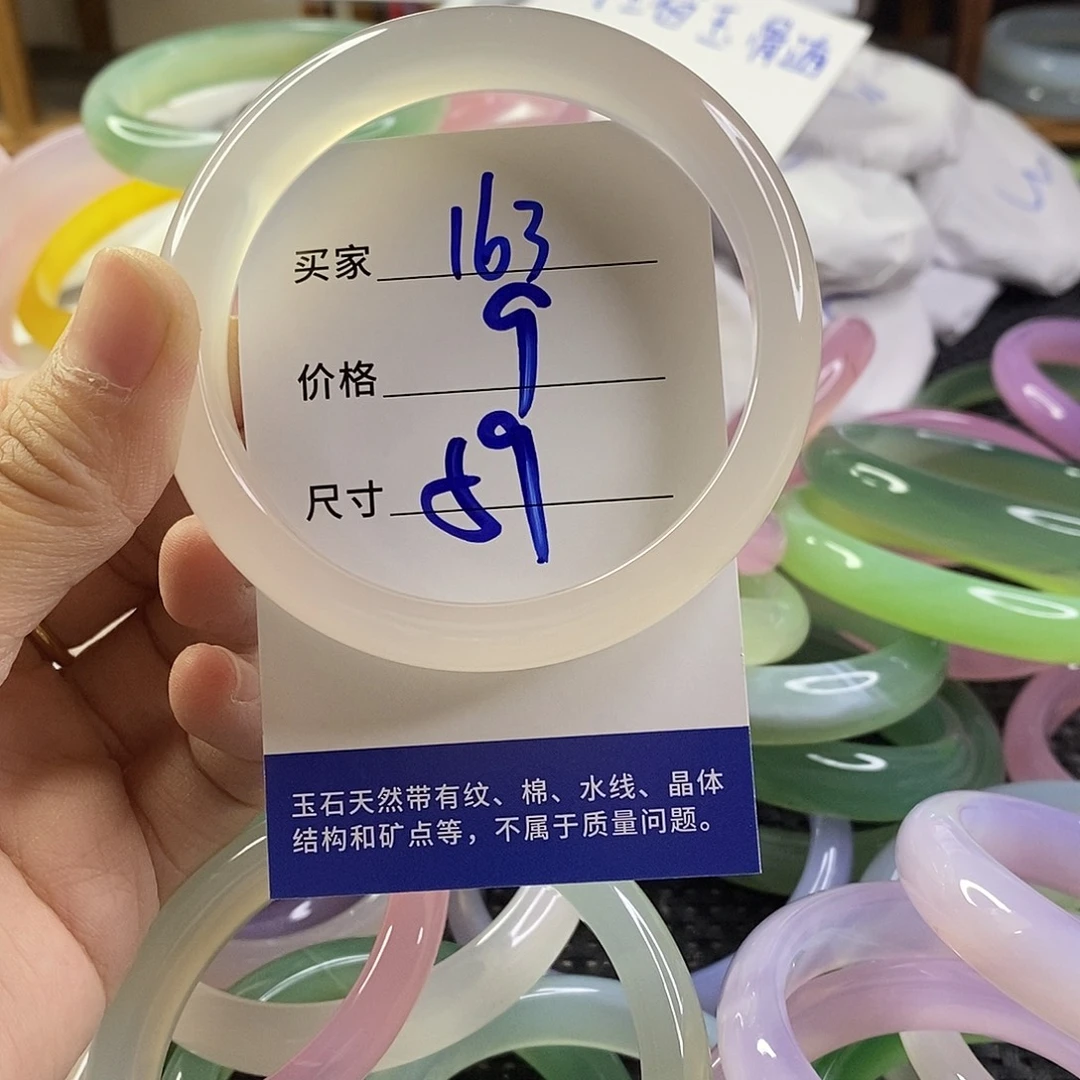 买家 163
价格 9
尺寸 59
玉石天然带有纹、棉、水线、晶体
结构和矿点等，不属于质量问题。